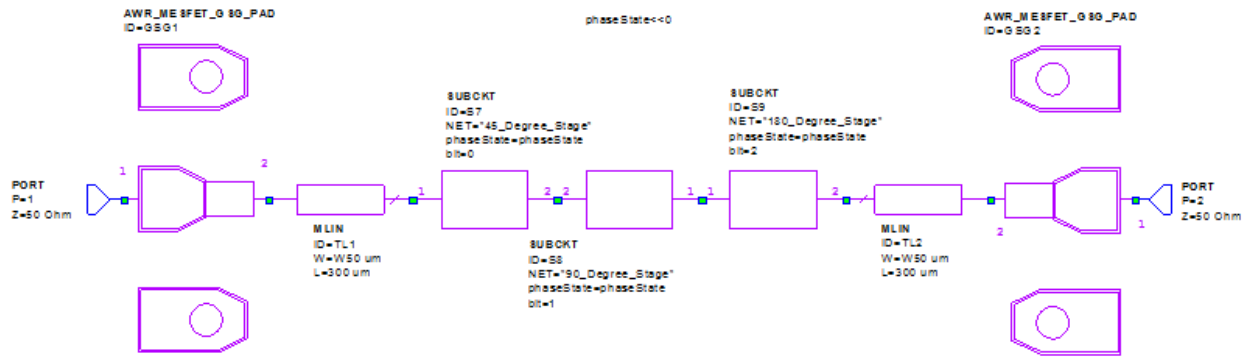 AWR_MESFET_GSG_PAD
ID=GSG1
phaseState<<0
AWR_MESFET_GSG_PAD
ID=GSG2
SUBCKT
ID=S7
NET="45_Degree_Stage"
phaseState=phaseState
bit=0
SUBCKT
ID=S9
NET="180_Degree_Stage"
phaseState=phaseState
bit=2
PORT
P=1
Z=50 Ohm
1
2
1
2
2
1
1
2
2
1
PORT
P=2
Z=50 Ohm
MLIN
ID=TL1
W=W50 um
L=300 um
SUBCKT
ID=S8
NET="90_Degree_Stage"
phaseState=phaseState
bit=1
MLIN
ID=TL2
W=W50 um
L=300 um